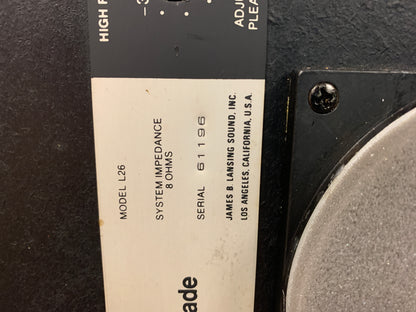 HIGH
ADJU
PLEA
MODEL L26
SYSTEM IMPEDANCE
8 OHMS
SERIAL 61196
JAMES B. LANSING SOUND, INC.
LOS ANGELES, CALIFORNIA, U.S.A.
ade